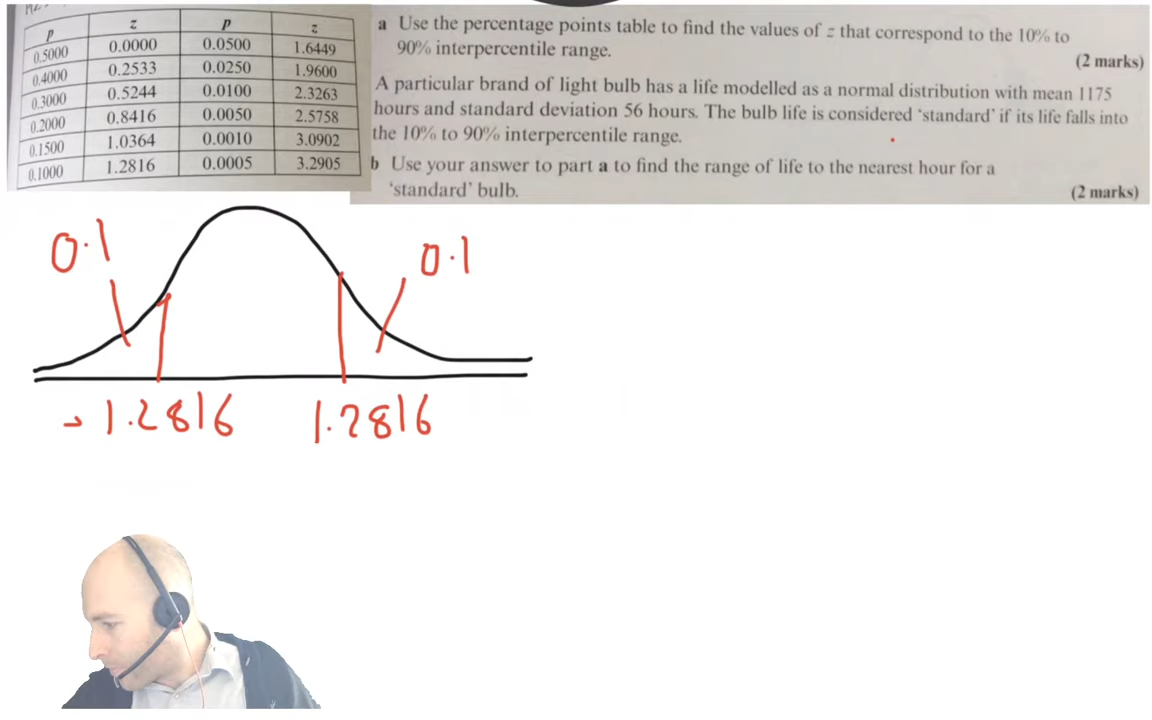 p z p z
0.5000 0.0000 0.0500 1.6449
0.4000 0.2533 0.0250 1.9600
0.3000 0.5244 0.0100 2.3263
0.2000 0.8416 0.0050 2.5758
0.1500 1.0364 0.0010 3.0902
0.1000 1.2816 0.0005 3.2905
a Use the percentage points table to find the values of z that correspond to the 10% to
90% interpercentile range.
(2 marks)
A particular brand of light bulb has a life modelled as a normal distribution with mean 1175
hours and standard deviation 56 hours. The bulb life is considered ‘standard’ if its life falls into
the 10% to 90% interpercentile range.
b Use your answer to part a to find the range of life to the nearest hour for a
‘standard’ bulb.
(2 marks)
0.1 0.1
-1.2816 1.2816